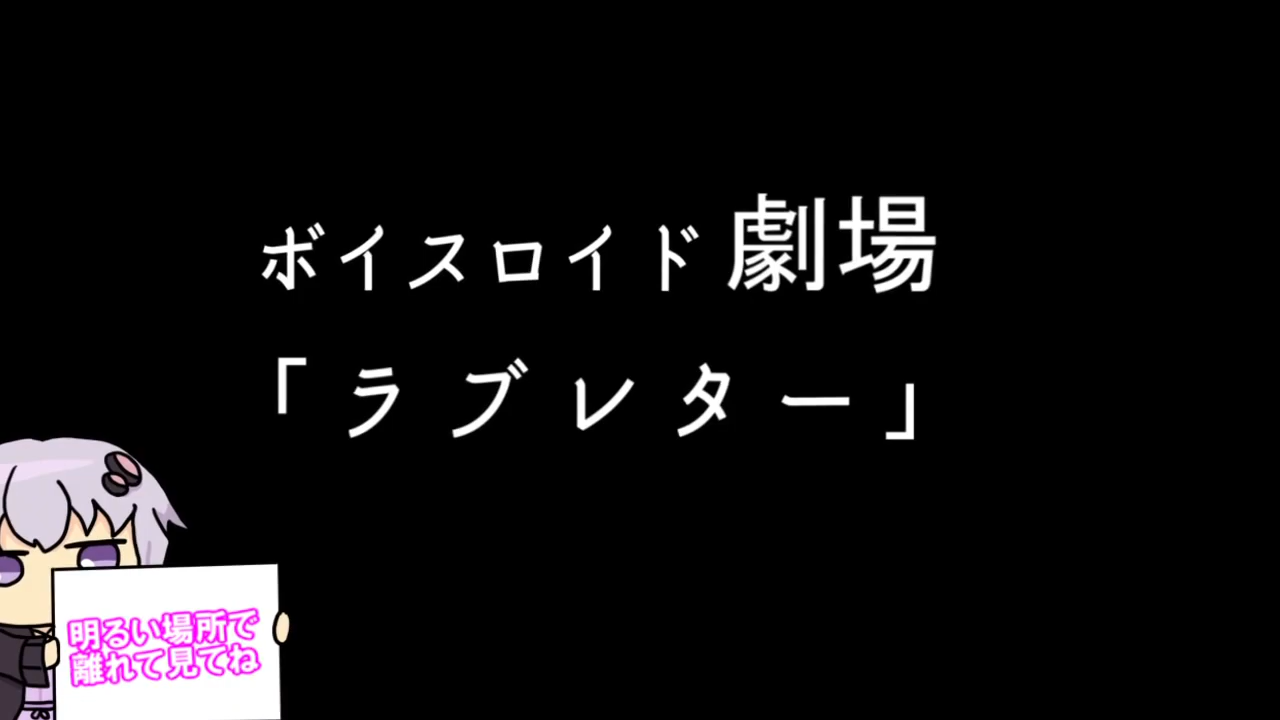 ボイスロイド劇場
「ラブレター」
明るい場所で
離れて見てね